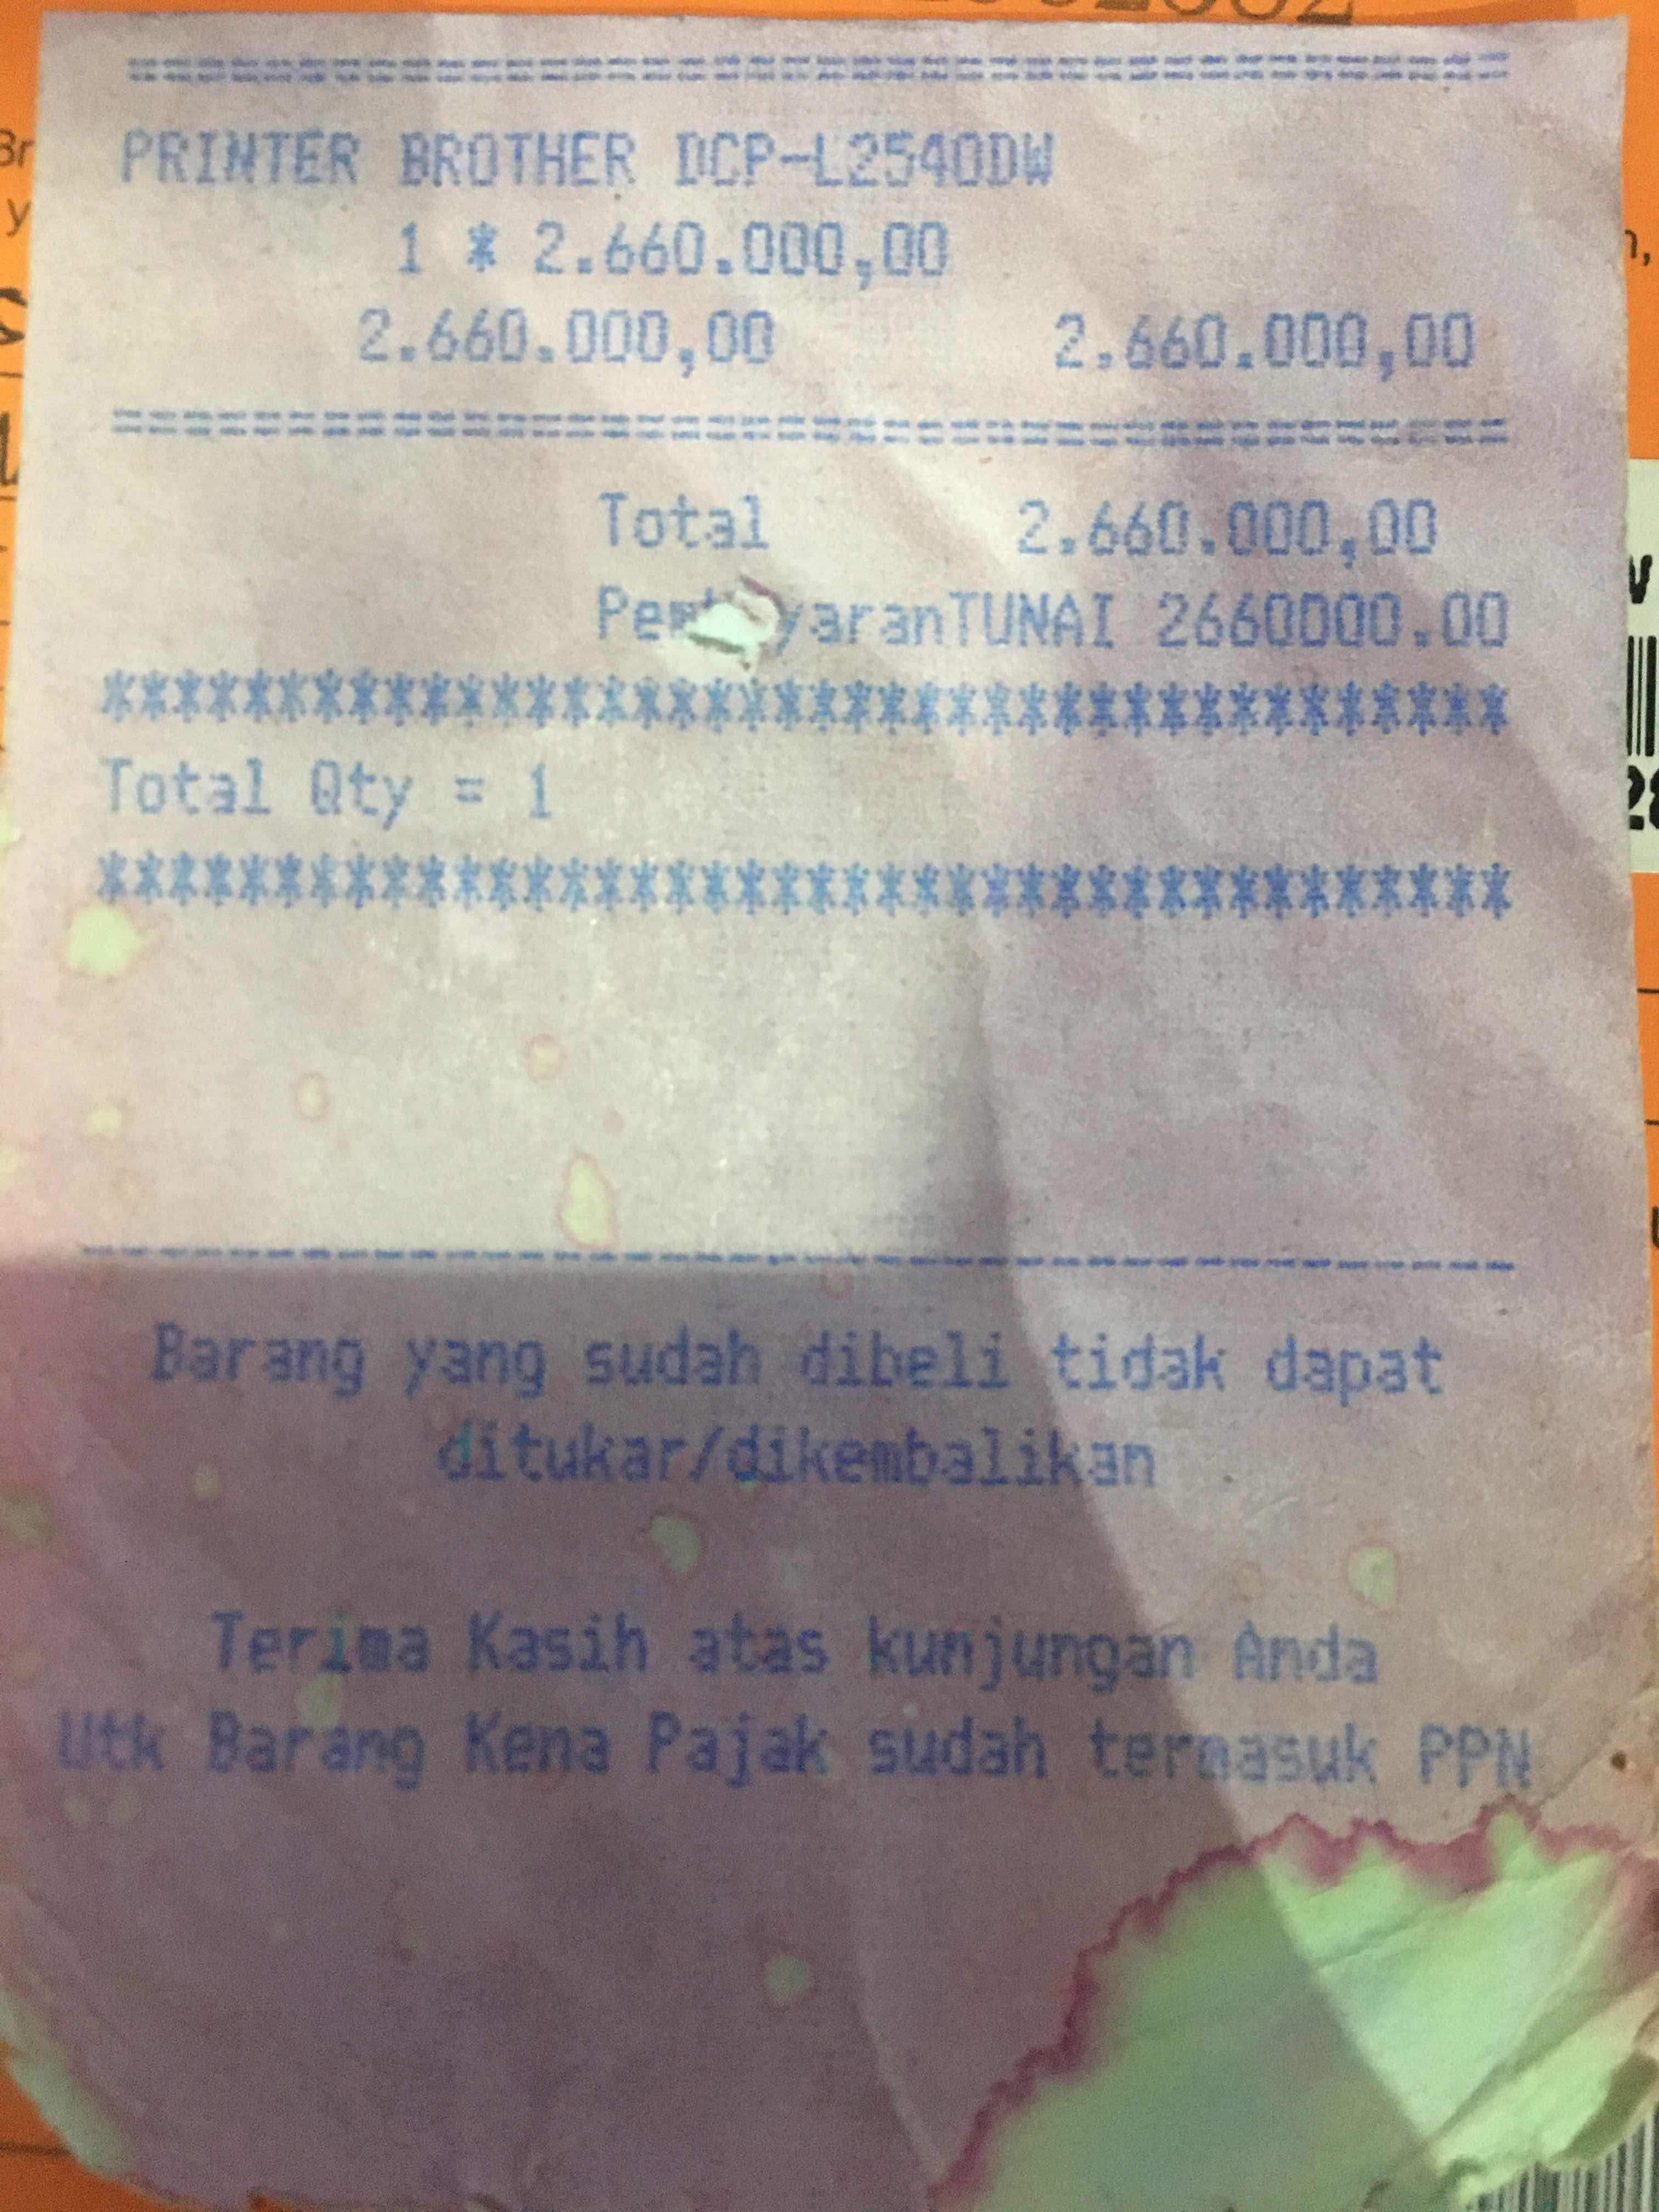 ================================
PRINTER BROTHER DCP-L2540DW
1 * 2.660.000,00
2.660.000,00 2.660.000,00
================================
Total 2.660.000,00
TUNAI 2660000.00
****************************************
Total Qty = 1
****************************************
----------------------------------------
Barang yang sudah dibeli tidak dapat
ditukar/dikembalikan
Terima Kasih atas kunjungan Anda
Utk Barang Kena Pajak sudah termasuk PPN